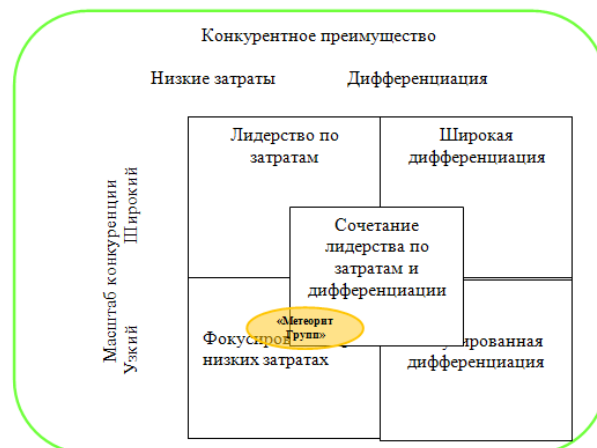 Конкурентное преимущество
Низкие затраты Дифференциация
Масштаб конкуренции
Широкий
Узкий
Лидерство по
затратам
Широкая
дифференциация
Сочетание
лидерства по
затратам и
дифференциации
«Метеорит
Групп»
низких затратах
дифференциация